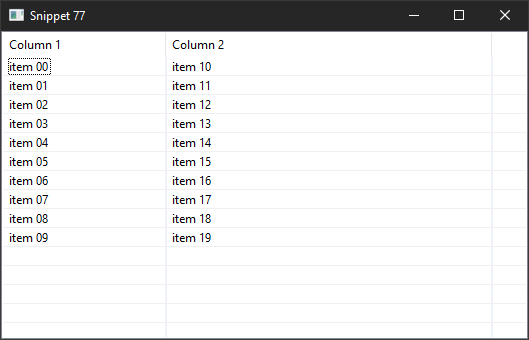 Snippet 77
Column 1 Column 2
item 00 item 10
item 01 item 11
item 02 item 12
item 03 item 13
item 04 item 14
item 05 item 15
item 06 item 16
item 07 item 17
item 08 item 18
item 09 item 19